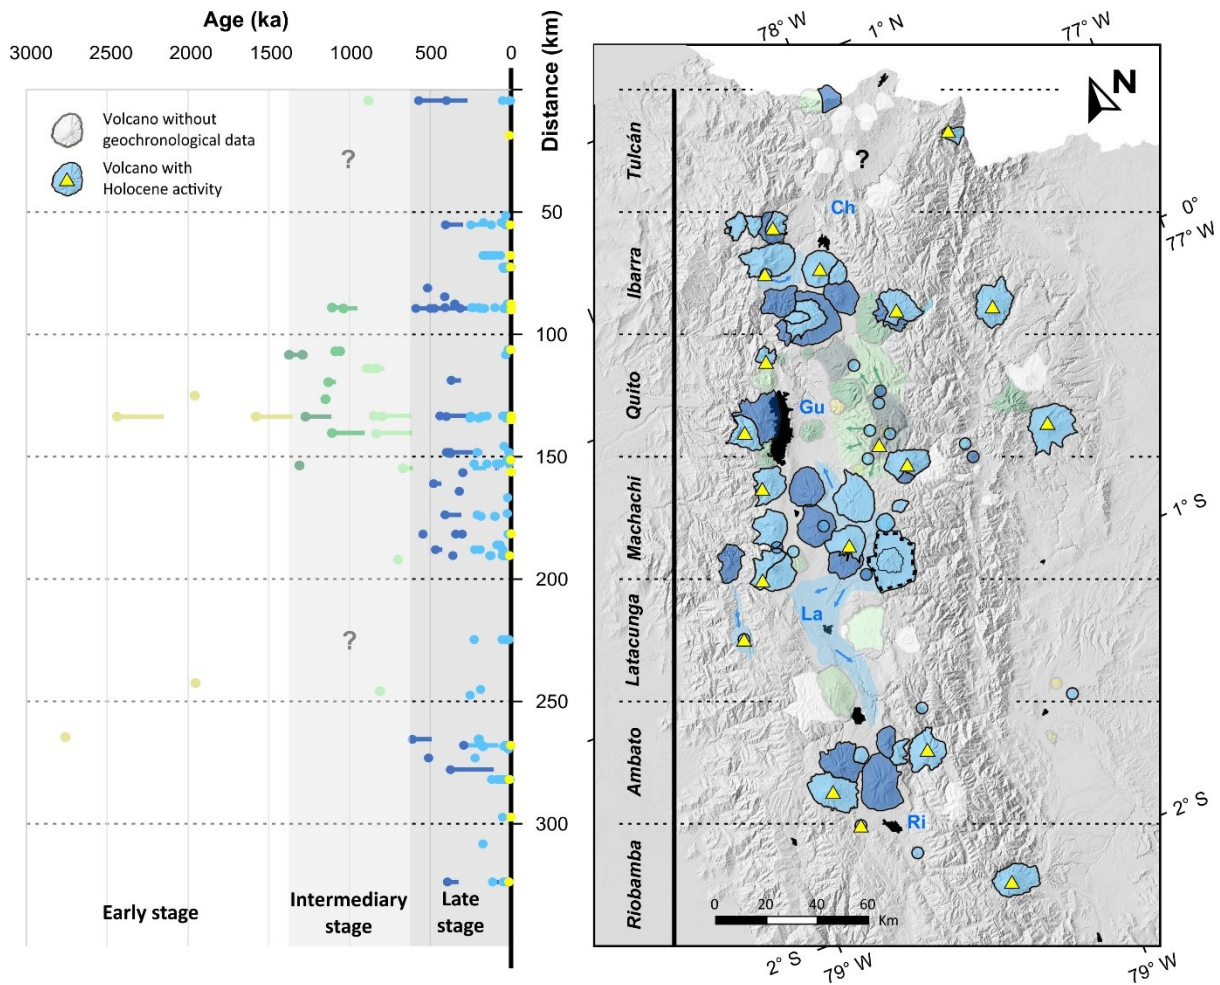 Age (ka)
3000 2500 2000 1500 1000 500 0
Distance (km)
Volcano without
geochronological data
Volcano with
Holocene activity
?
50
100
150
200
?
250
300
Early stage
Intermediary
stage
Late
stage
78° W
1° N
77° W
N
Tulcán
?
Ch
0°
77° W
Ibarra
Quito
Gu
Machachi
1° S
La
Latacunga
Ambato
2° S
Ri
Riobamba
0 20 40 60
Km
2° S
79° W
79° W